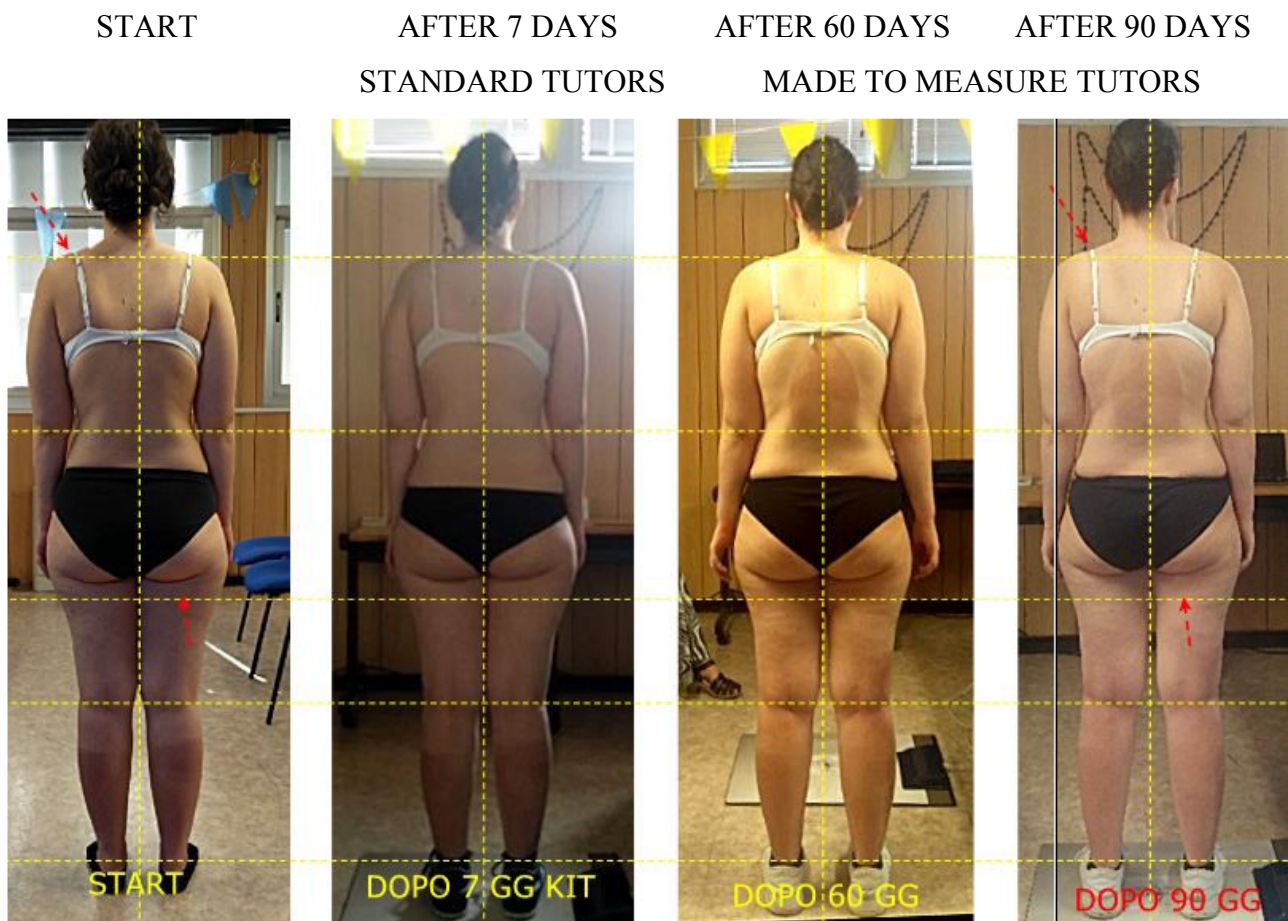 START AFTER 7 DAYS AFTER 60 DAYS AFTER 90 DAYS
STANDARD TUTORS MADE TO MEASURE TUTORS
START DOPO 7 GG KIT DOPO 60 GG DOPO 90 GG